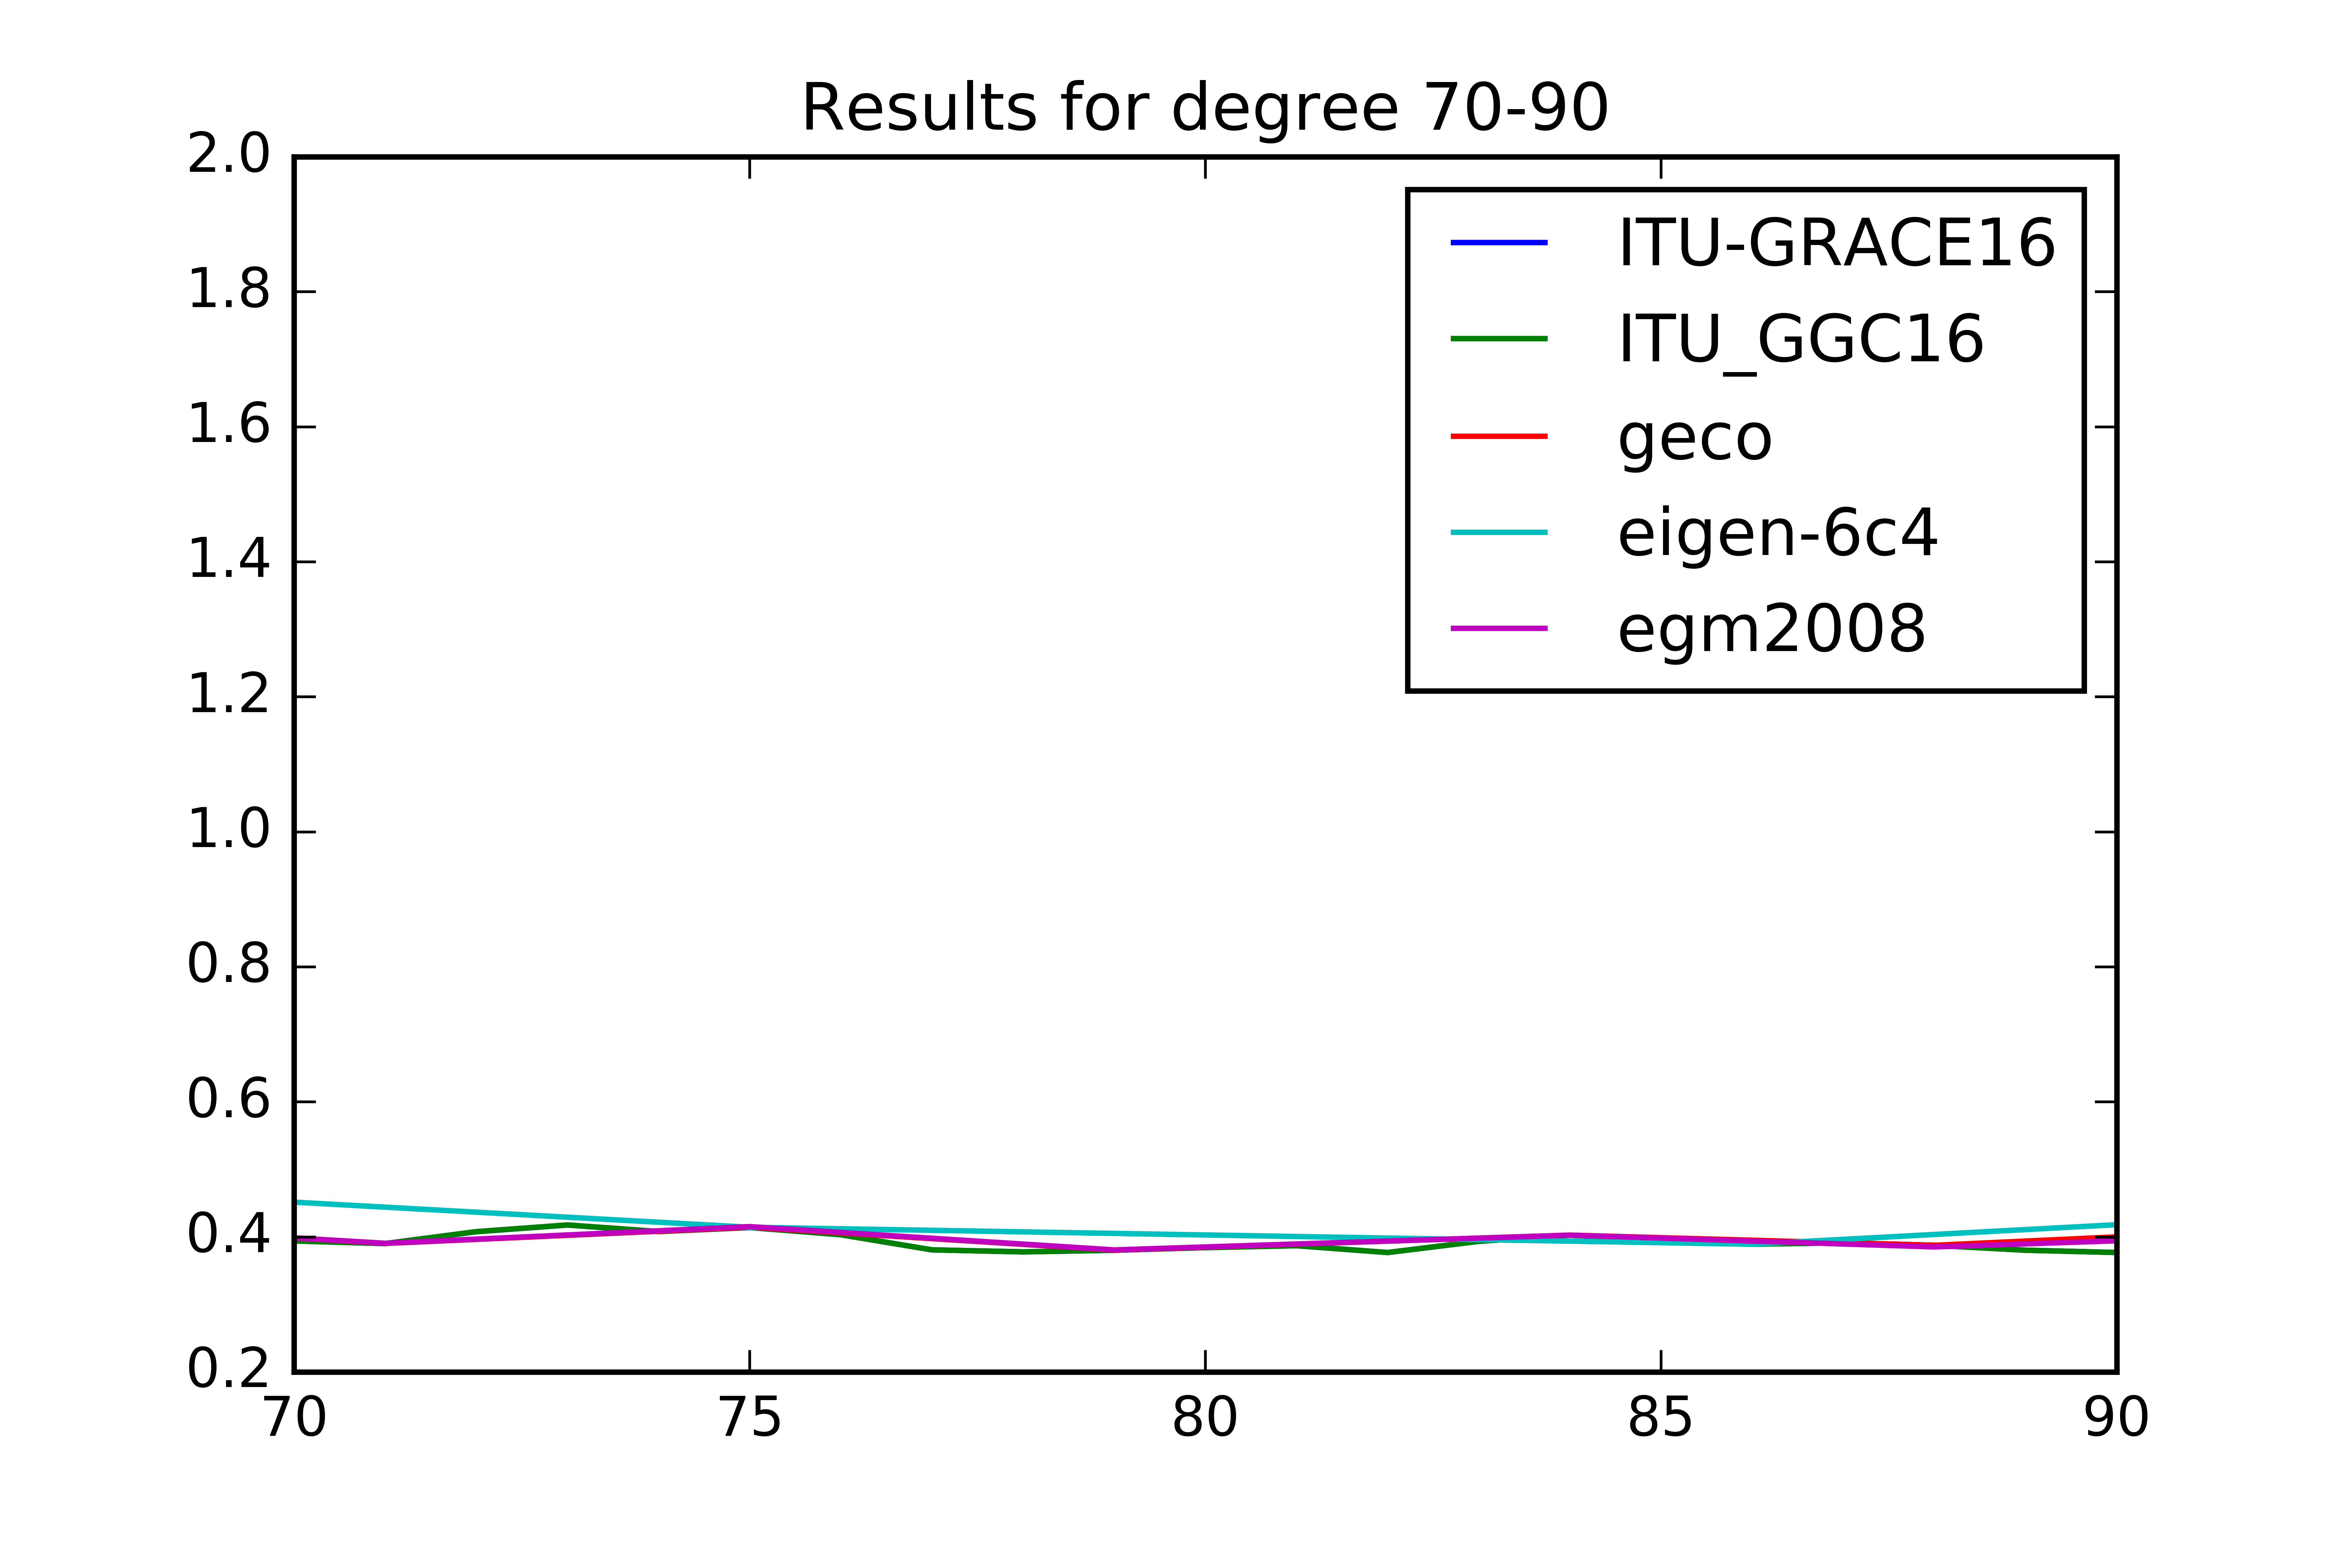 Results for degree 70-90
2.0
1.8
1.6
1.4
1.2
1.0
0.8
0.6
0.4
0.2
ITU-GRACE16
ITU_GGC16
geco
eigen-6c4
egm2008
70 75 80 85 90